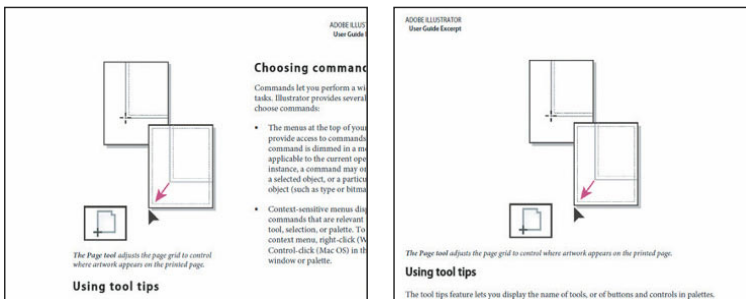 ADOBE ILLUST
User Guide
Choosing command
Commands let you perform a wi
tasks. Illustrator provides several
choose commands:
• The menus at the top of your
provide access to commands
command is dimmed in a me
applicable to the current ope
instance, a command may or
a selected object, or a particu
object (such as type or bitma
• Context-sensitive menus disp
commands that are relevant
tool, selection, or palette. To
context menu, right-click (W
Control-click (Mac OS) in th
window or palette.
The Page tool adjusts the page grid to control
where artwork appears on the printed page.
Using tool tips
ADOBE ILLUSTRATOR
User Guide Excerpt
The Page tool adjusts the page grid to control where artwork appears on the printed page.
Using tool tips
The tool tips feature lets you display the name of tools, or of buttons and controls in palettes.